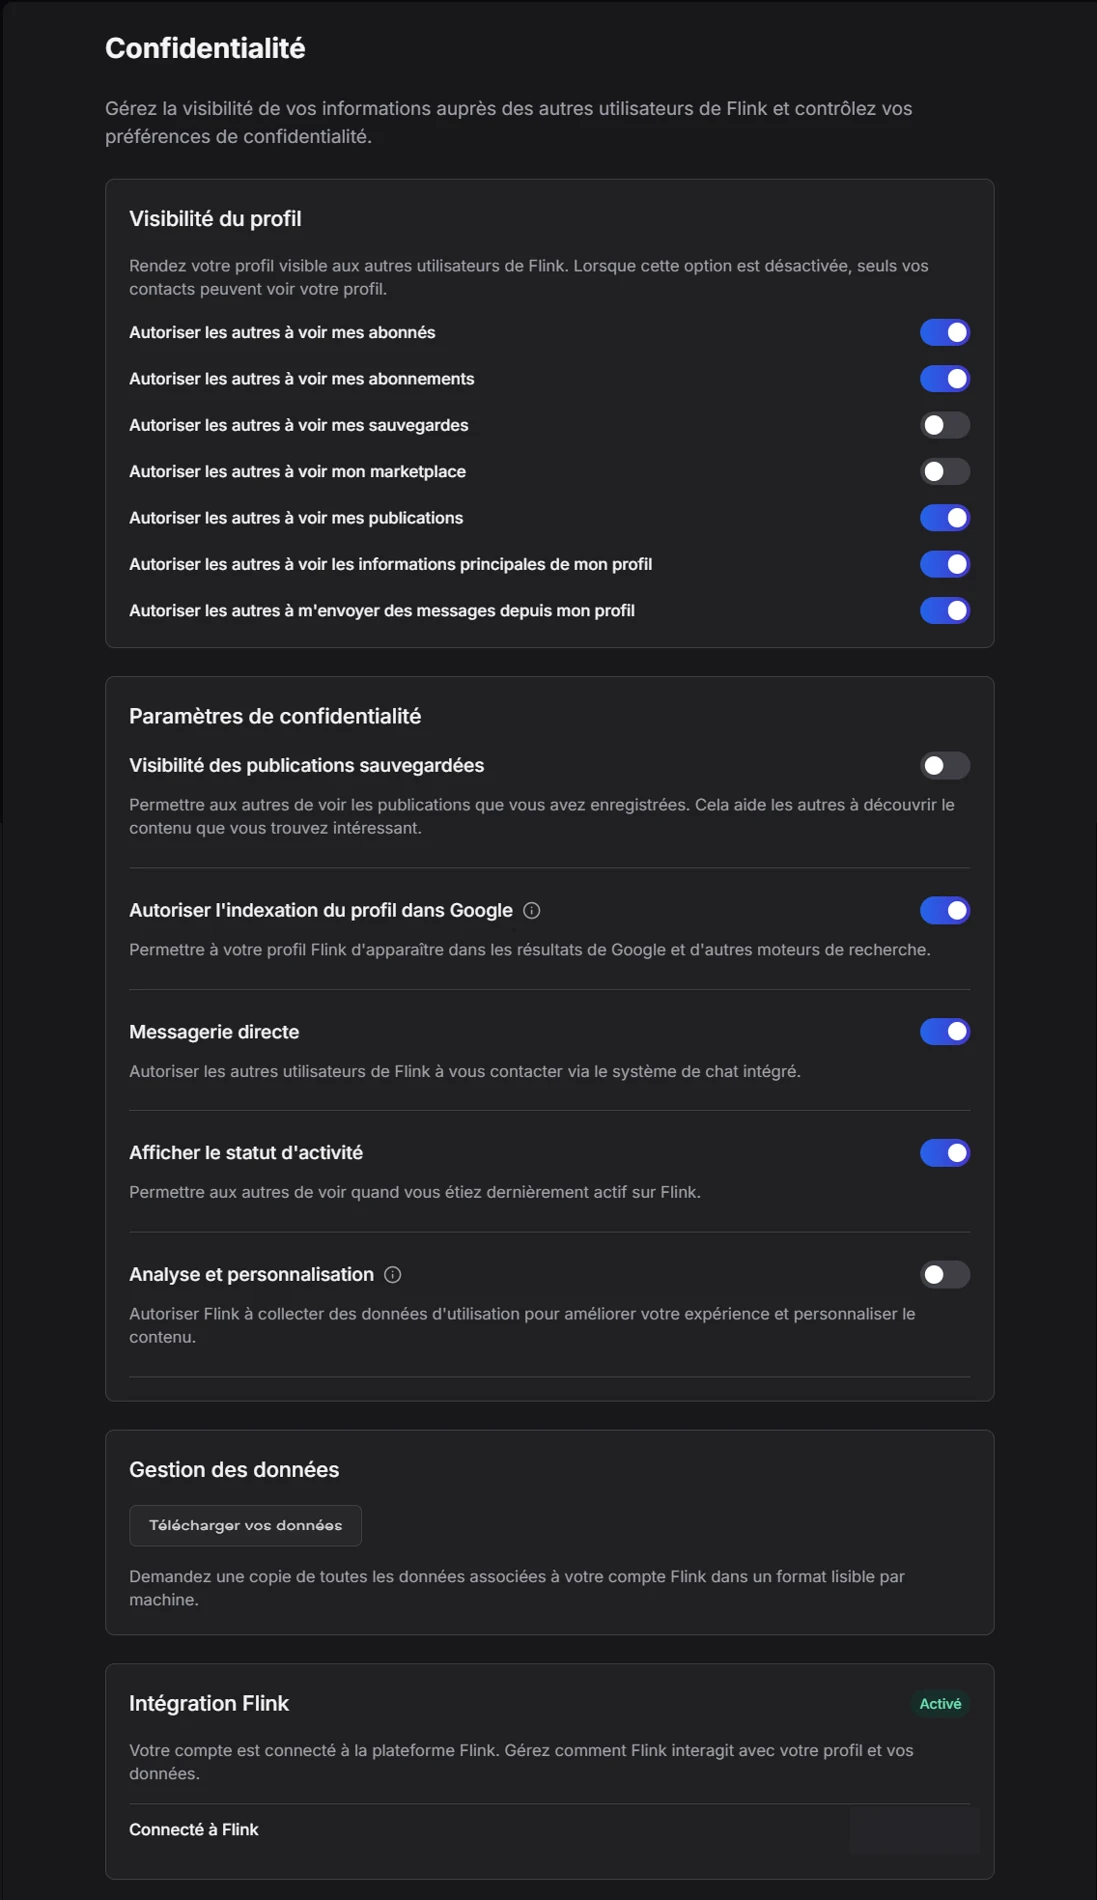 Confidentialité
Gérez la visibilité de vos informations auprès des autres utilisateurs de Flink et contrôlez vos
préférences de confidentialité.
Visibilité du profil
Rendez votre profil visible aux autres utilisateurs de Flink. Lorsque cette option est désactivée, seuls vos
contacts peuvent voir votre profil.
Autoriser les autres à voir mes abonnés
Autoriser les autres à voir mes abonnements
Autoriser les autres à voir mes sauvegardes
Autoriser les autres à voir mon marketplace
Autoriser les autres à voir mes publications
Autoriser les autres à voir les informations principales de mon profil
Autoriser les autres à m'envoyer des messages depuis mon profil
Paramètres de confidentialité
Visibilité des publications sauvegardées
Permettre aux autres de voir les publications que vous avez enregistrées. Cela aide les autres à découvrir le
contenu que vous trouvez intéressant.
Autoriser l'indexation du profil dans Google
Permettre à votre profil Flink d'apparaître dans les résultats de Google et d'autres moteurs de recherche.
Messagerie directe
Autoriser les autres utilisateurs de Flink à vous contacter via le système de chat intégré.
Afficher le statut d'activité
Permettre aux autres de voir quand vous étiez dernièrement actif sur Flink.
Analyse et personnalisation
Autoriser Flink à collecter des données d'utilisation pour améliorer votre expérience et personnaliser le
contenu.
Gestion des données
Télécharger vos données
Demandez une copie de toutes les données associées à votre compte Flink dans un format lisible par
machine.
Intégration Flink
Activé
Votre compte est connecté à la plateforme Flink. Gérez comment Flink interagit avec votre profil et vos
données.
Connecté à Flink